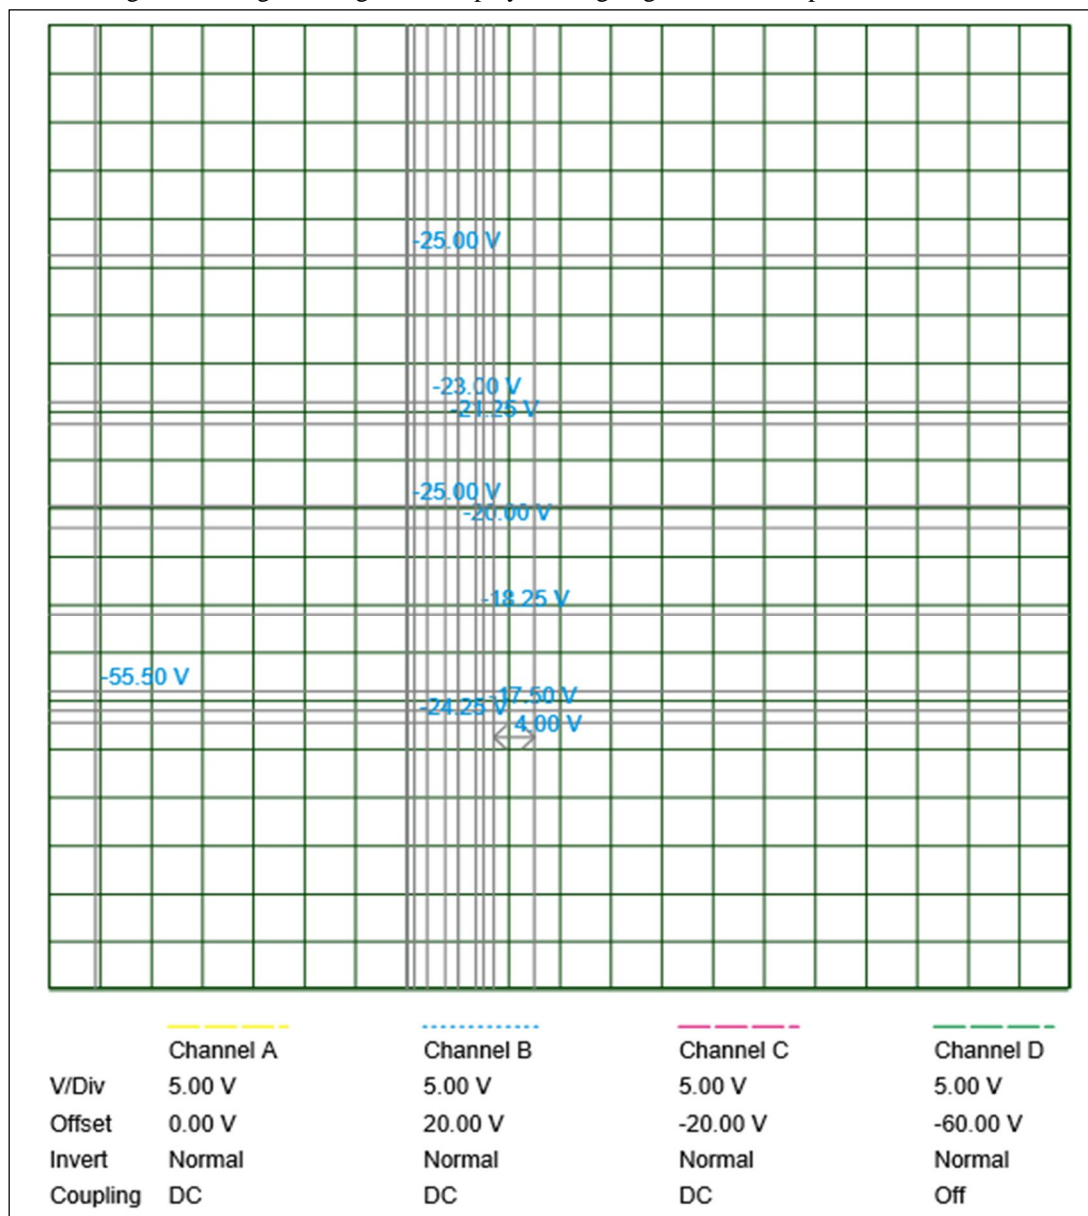 -25.00 V
-23.00 V
-21.25 V
-25.00 V
-20.00 V
-18.25 V
-55.50 V
-17.50 V
-24.25 V
4.00 V
Channel A Channel B Channel C Channel D
V/Div 5.00 V 5.00 V 5.00 V 5.00 V
Offset 0.00 V 20.00 V -20.00 V -60.00 V
Invert Normal Normal Normal Normal
Coupling DC DC DC Off